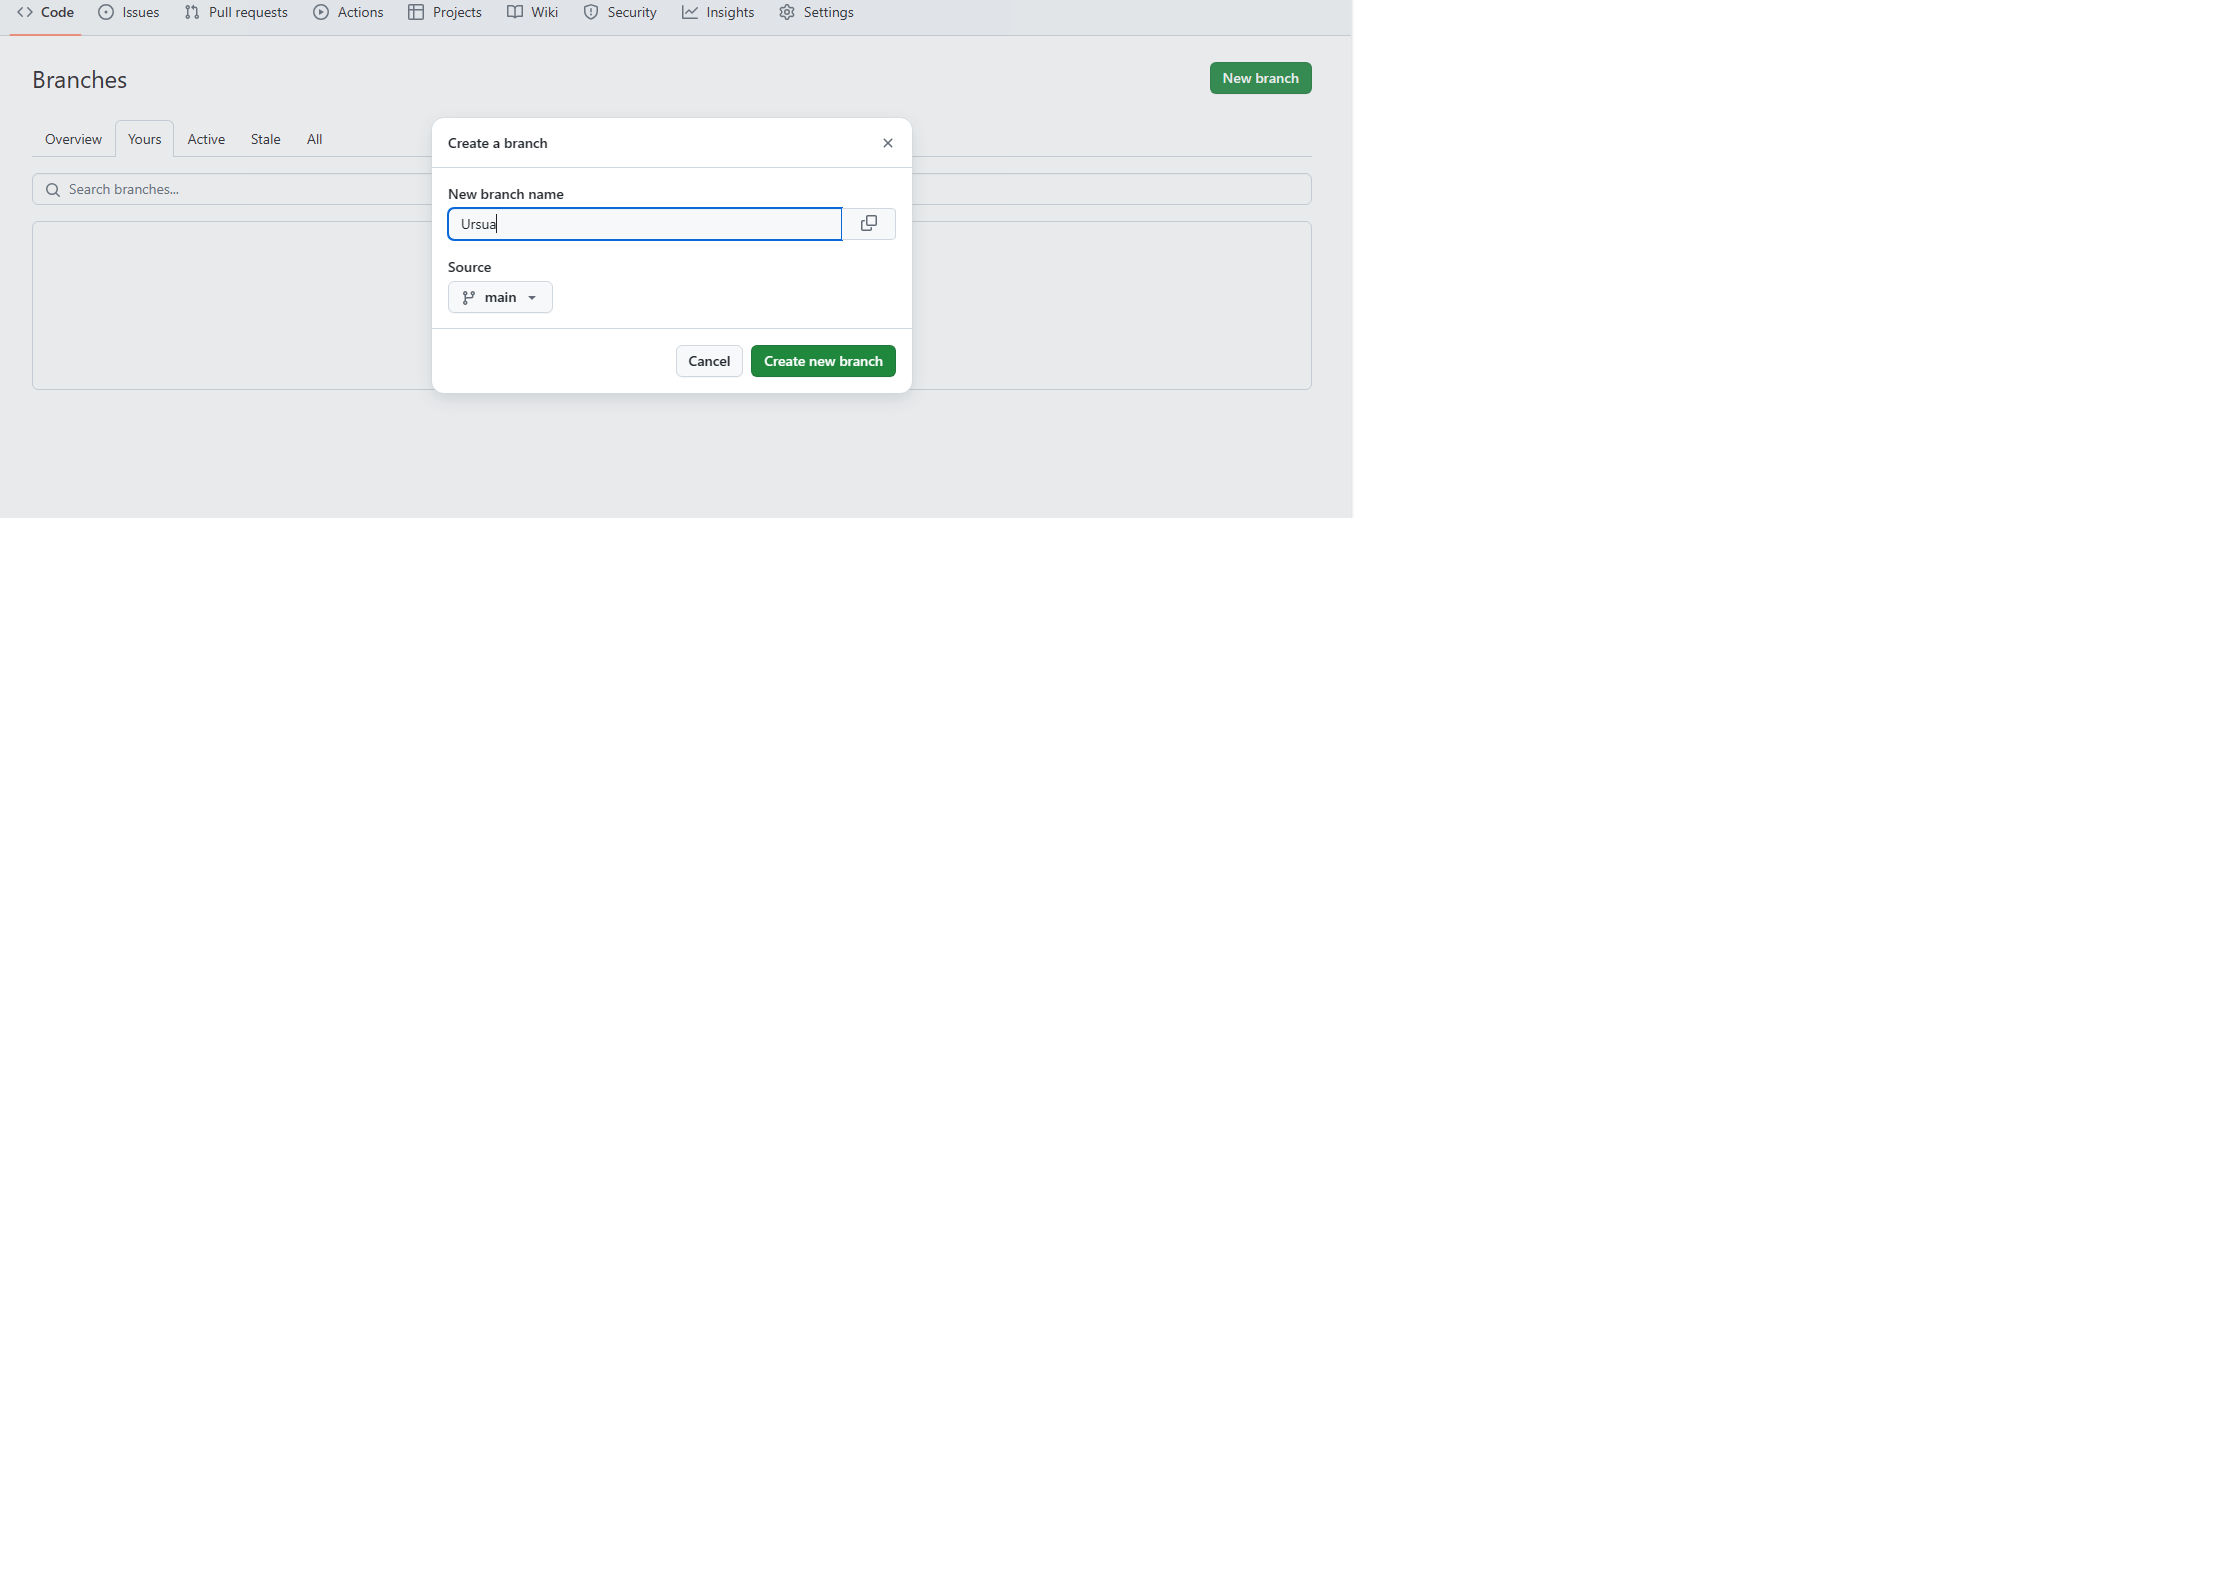 Code Issues Pull requests Actions Projects Wiki Security Insights Settings
Branches
New branch
Overview Yours Active Stale All
Search branches...
Create a branch
New branch name
Ursua
Source
main
Cancel Create new branch